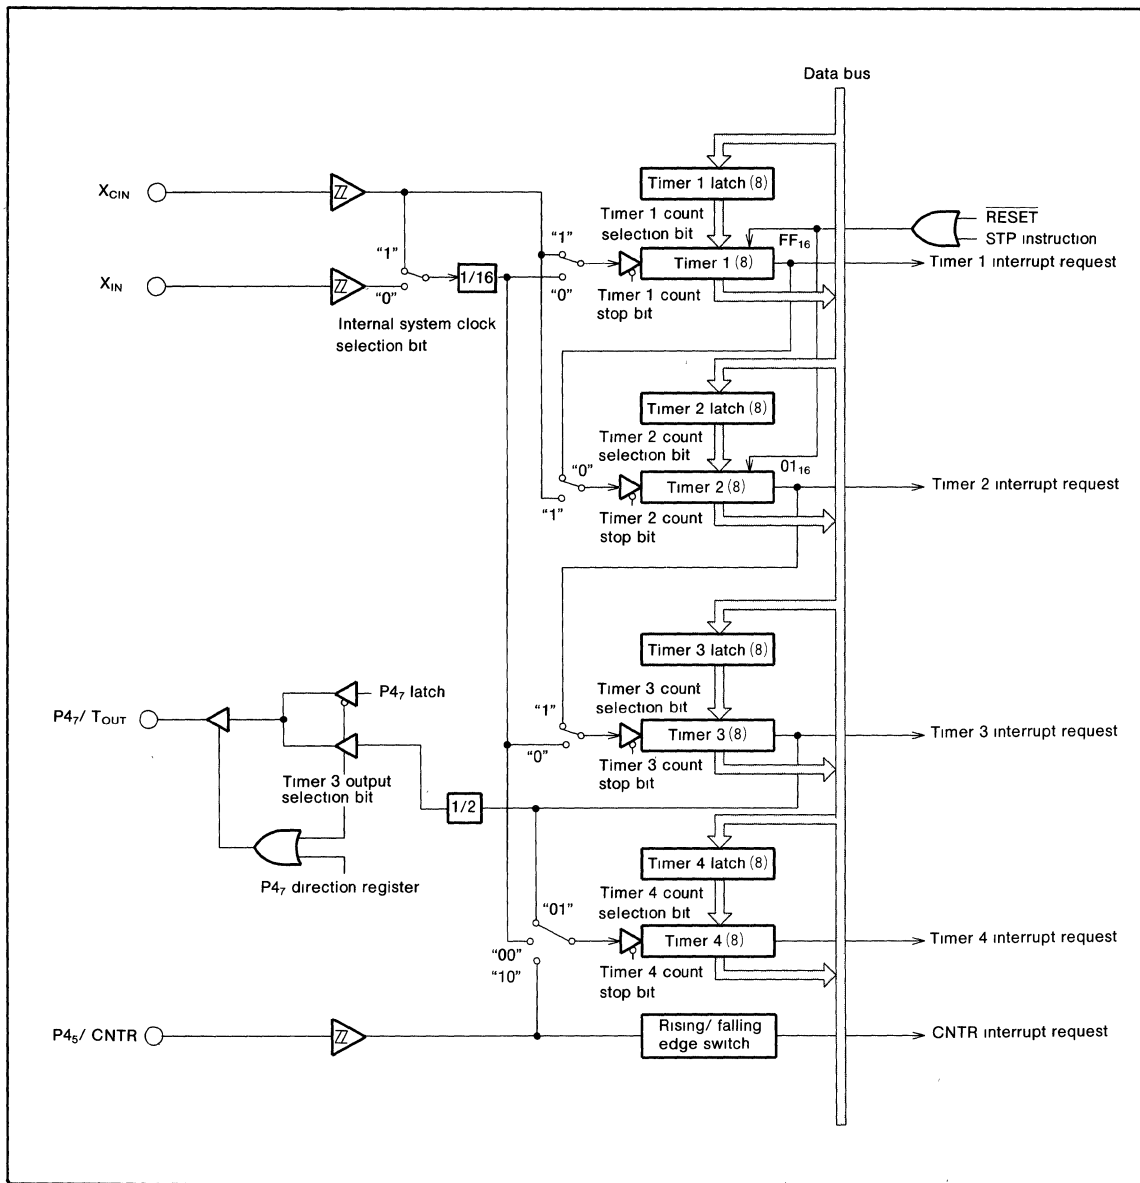 Data bus
Timer 1 latch (8)
XCIN
Timer 1 count
selection bit
FF16
RESET
STP instruction
"1"
"1"
Timer 1 (8)
Timer 1 interrupt request
XIN
"0"
1/16
"0"
Timer 1 count
stop bit
Internal system clock
selection bit
Timer 2 latch (8)
Timer 2 count
selection bit
0116
"0"
Timer 2 (8)
Timer 2 interrupt request
"1"
Timer 2 count
stop bit
Timer 3 latch (8)
P47 latch
Timer 3 count
selection bit
P47/ TOUT
"1"
Timer 3 (8)
Timer 3 interrupt request
"0"
Timer 3 count
stop bit
Timer 3 output
selection bit
1/2
Timer 4 latch (8)
P47 direction register
Timer 4 count
selection bit
"01"
Timer 4 (8)
Timer 4 interrupt request
"00"
"10"
Timer 4 count
stop bit
P45/ CNTR
Rising/ falling
edge switch
CNTR interrupt request